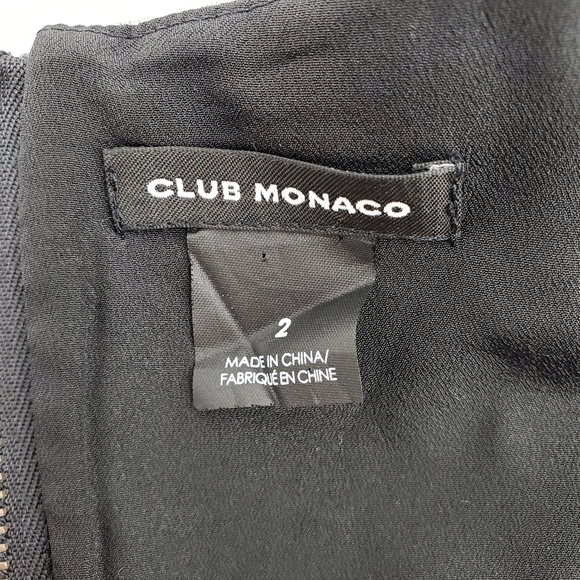 CLUB MONACO
2
MADE IN CHINA/
FABRIQUÉ EN CHINE